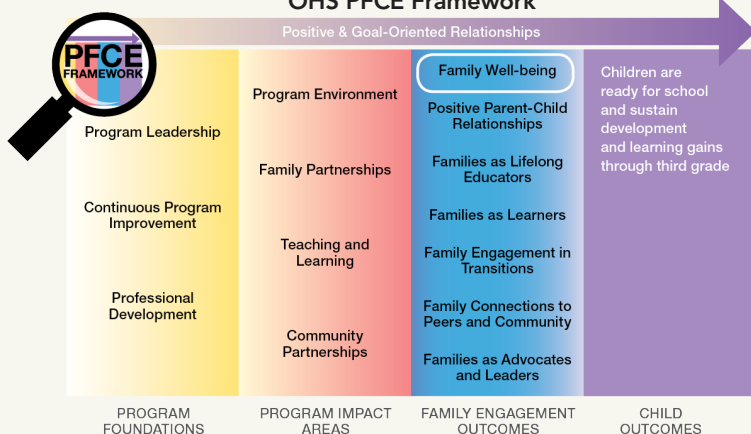 OHS PFCE Framework
Positive & Goal-Oriented Relationships
PFCE
FRAMEWORK
Program Leadership
Continuous Program
Improvement
Professional
Development
PROGRAM
FOUNDATIONS
Program Environment
Family Partnerships
Teaching and
Learning
Community
Partnerships
PROGRAM IMPACT
AREAS
Family Well-being
Positive Parent-Child
Relationships
Families as Lifelong
Educators
Families as Learners
Family Engagement in
Transitions
Family Connections to
Peers and Community
Families as Advocates
and Leaders
FAMILY ENGAGEMENT
OUTCOMES
Children are
ready for school
and sustain
development
and learning gains
through third grade
CHILD
OUTCOMES